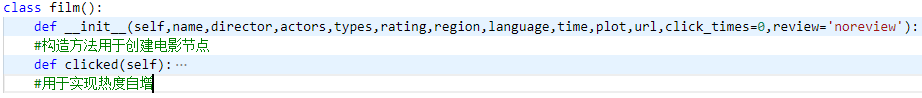 class film():
def __init__(self,name,director,actors,types,rating,region,language,time,plot,url,click_times=0,review='noreview'):
#构造方法用于创建电影节点
def clicked(self):…
#用于实现热度自增